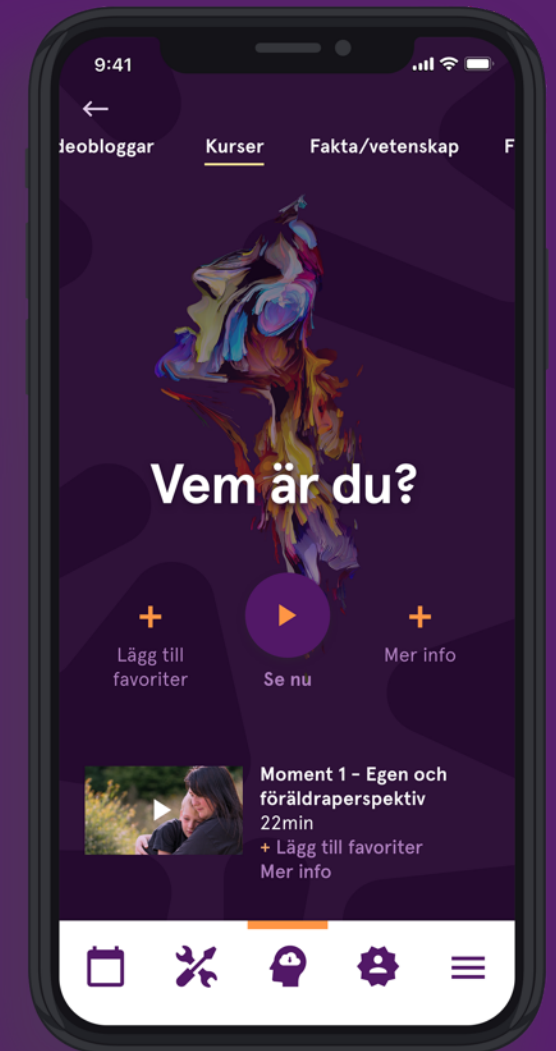 9:41
deobloggar Kurser Fakta/vetenskap F
Vem är du?
Lägg till
favoriter
Se nu
Mer info
Moment 1 - Egen och
föräldraperspektiv
22min
+ Lägg till favoriter
Mer info